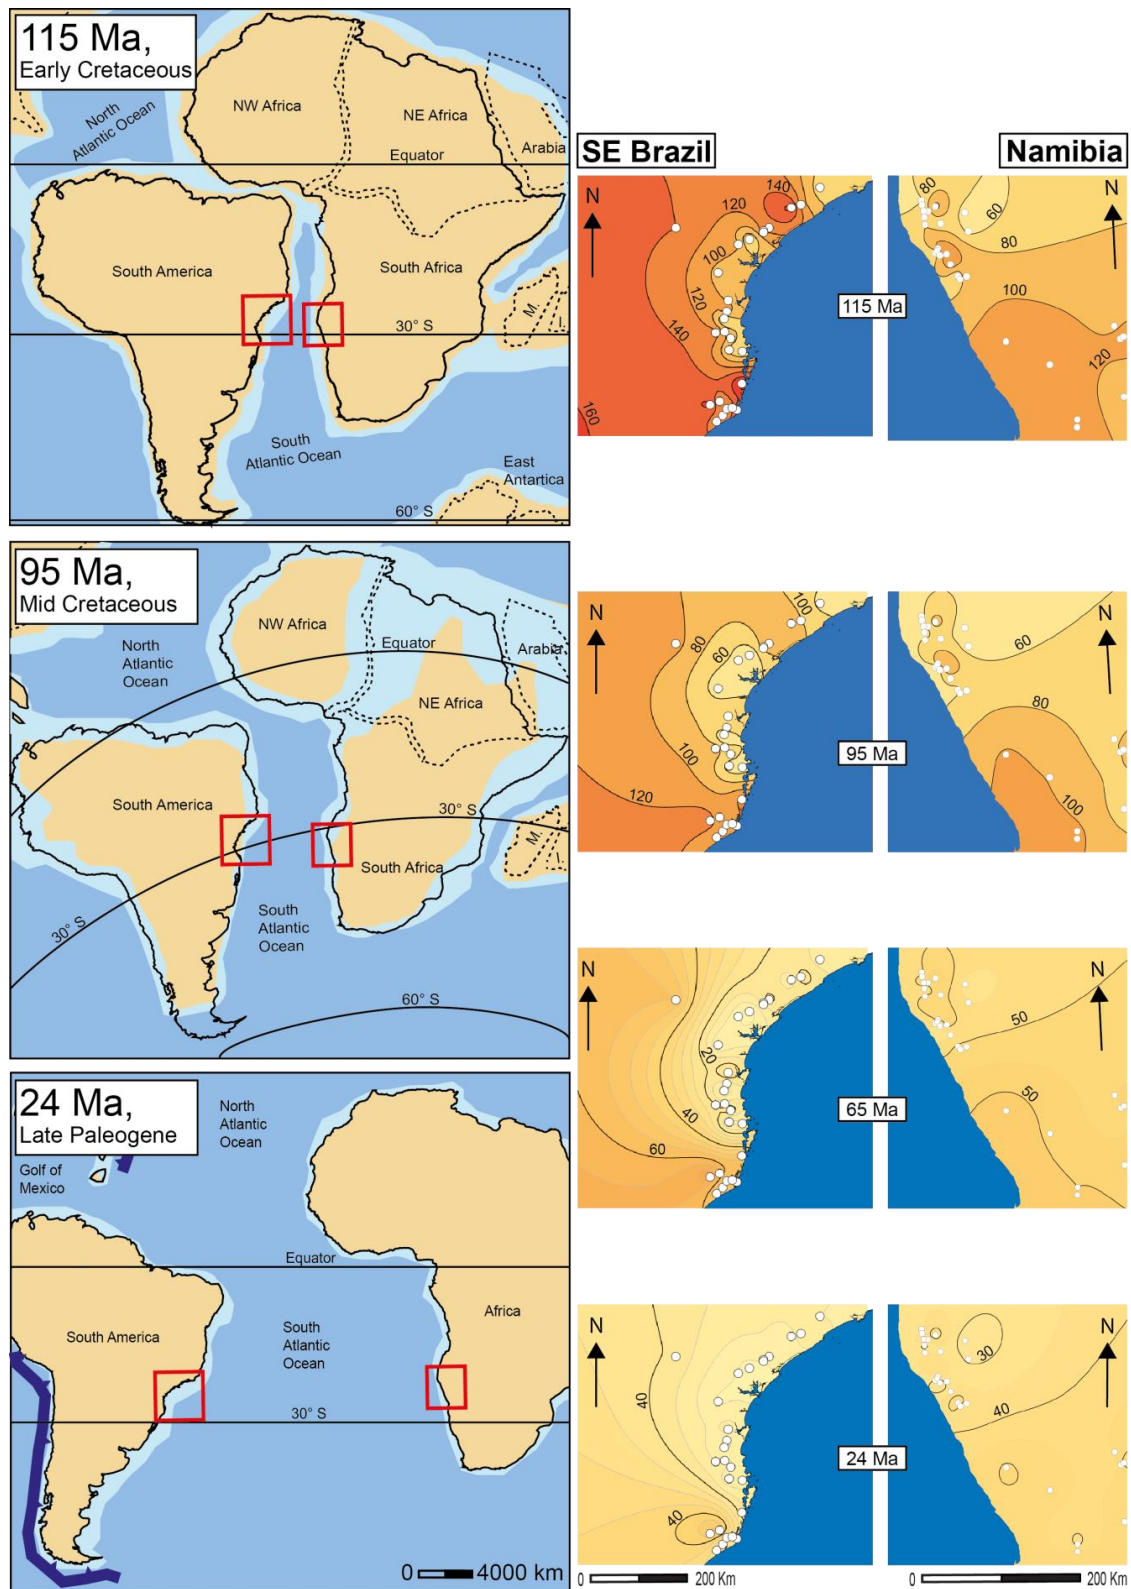 115 Ma,
Early Cretaceous
NW Africa
NE Africa
North
Atlantic Ocean
Equator
Arabia
South America
South Africa
M.
I.
30° S
South
Atlantic Ocean
East
Antartica
60° S
95 Ma,
Mid Cretaceous
NW Africa
North
Atlantic
Ocean
Equator
Arabia
NE Africa
South America
30° S
M.
I.
South Africa
30° S
South
Atlantic
Ocean
60° S
24 Ma,
Late Paleogene
North
Atlantic
Ocean
Golf of
Mexico
Equator
South America
South
Atlantic
Ocean
Africa
30° S
0 4000 km
SE Brazil
Namibia
N
140
120
100
120
140
160
115 Ma
80
60
N
80
100
120
N
100
80
60
100
120
95 Ma
N
60
80
100
N
20
40
60
65 Ma
N
50
50
N
40
40
24 Ma
N
30
40
0 200 Km
0 200 Km